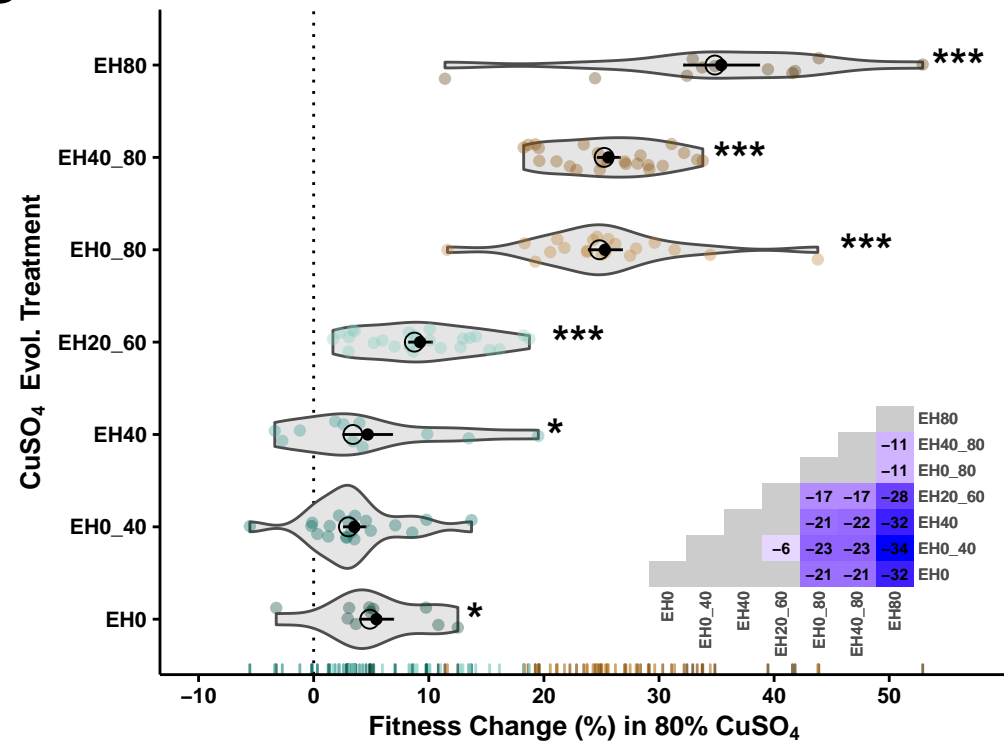 EH80
***
EH40_80
***
EH0_80
***
EH20_60
***
EH40
*
EH0_40
EH0
*
CuSO₄ Evol. Treatment
EH80
−11 EH40_80
−11 EH0_80
−17 −17 −28 EH20_60
−21 −22 −32 EH40
−6 −23 −23 −34 EH0_40
−21 −21 −32 EH0
EH0 EH0_40 EH40 EH20_60 EH0_80 EH40_80 EH80
−10 0 10 20 30 40 50
Fitness Change (%) in 80% CuSO₄